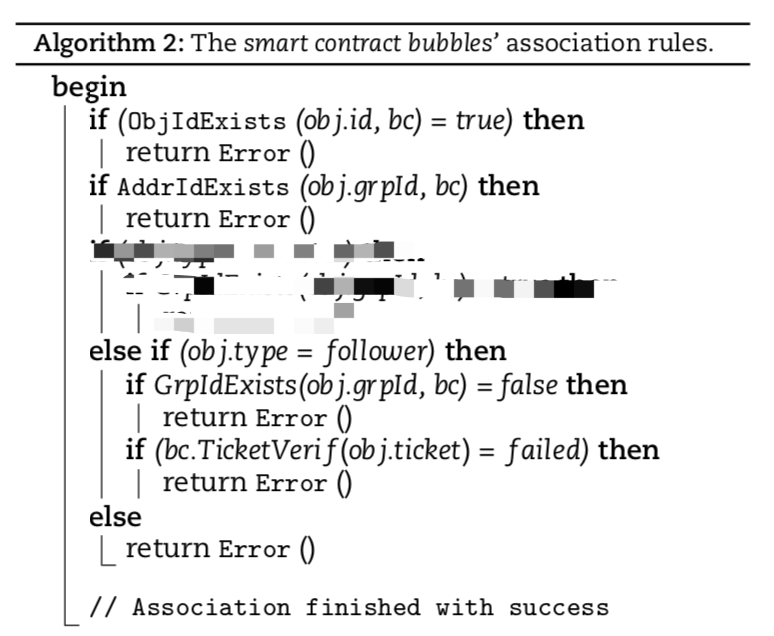 Algorithm 2: The smart contract bubbles' association rules.
begin
if (ObjIdExists (obj.id, bc) = true) then
return Error ()
if AddrIdExists (obj.grpId, bc) then
return Error ()
else if (obj.type = follower) then
if GrpIdExists(obj.grpId, bc) = false then
return Error ()
if (bc.TicketVerif(obj.ticket) = failed) then
return Error ()
else
return Error ()
// Association finished with success